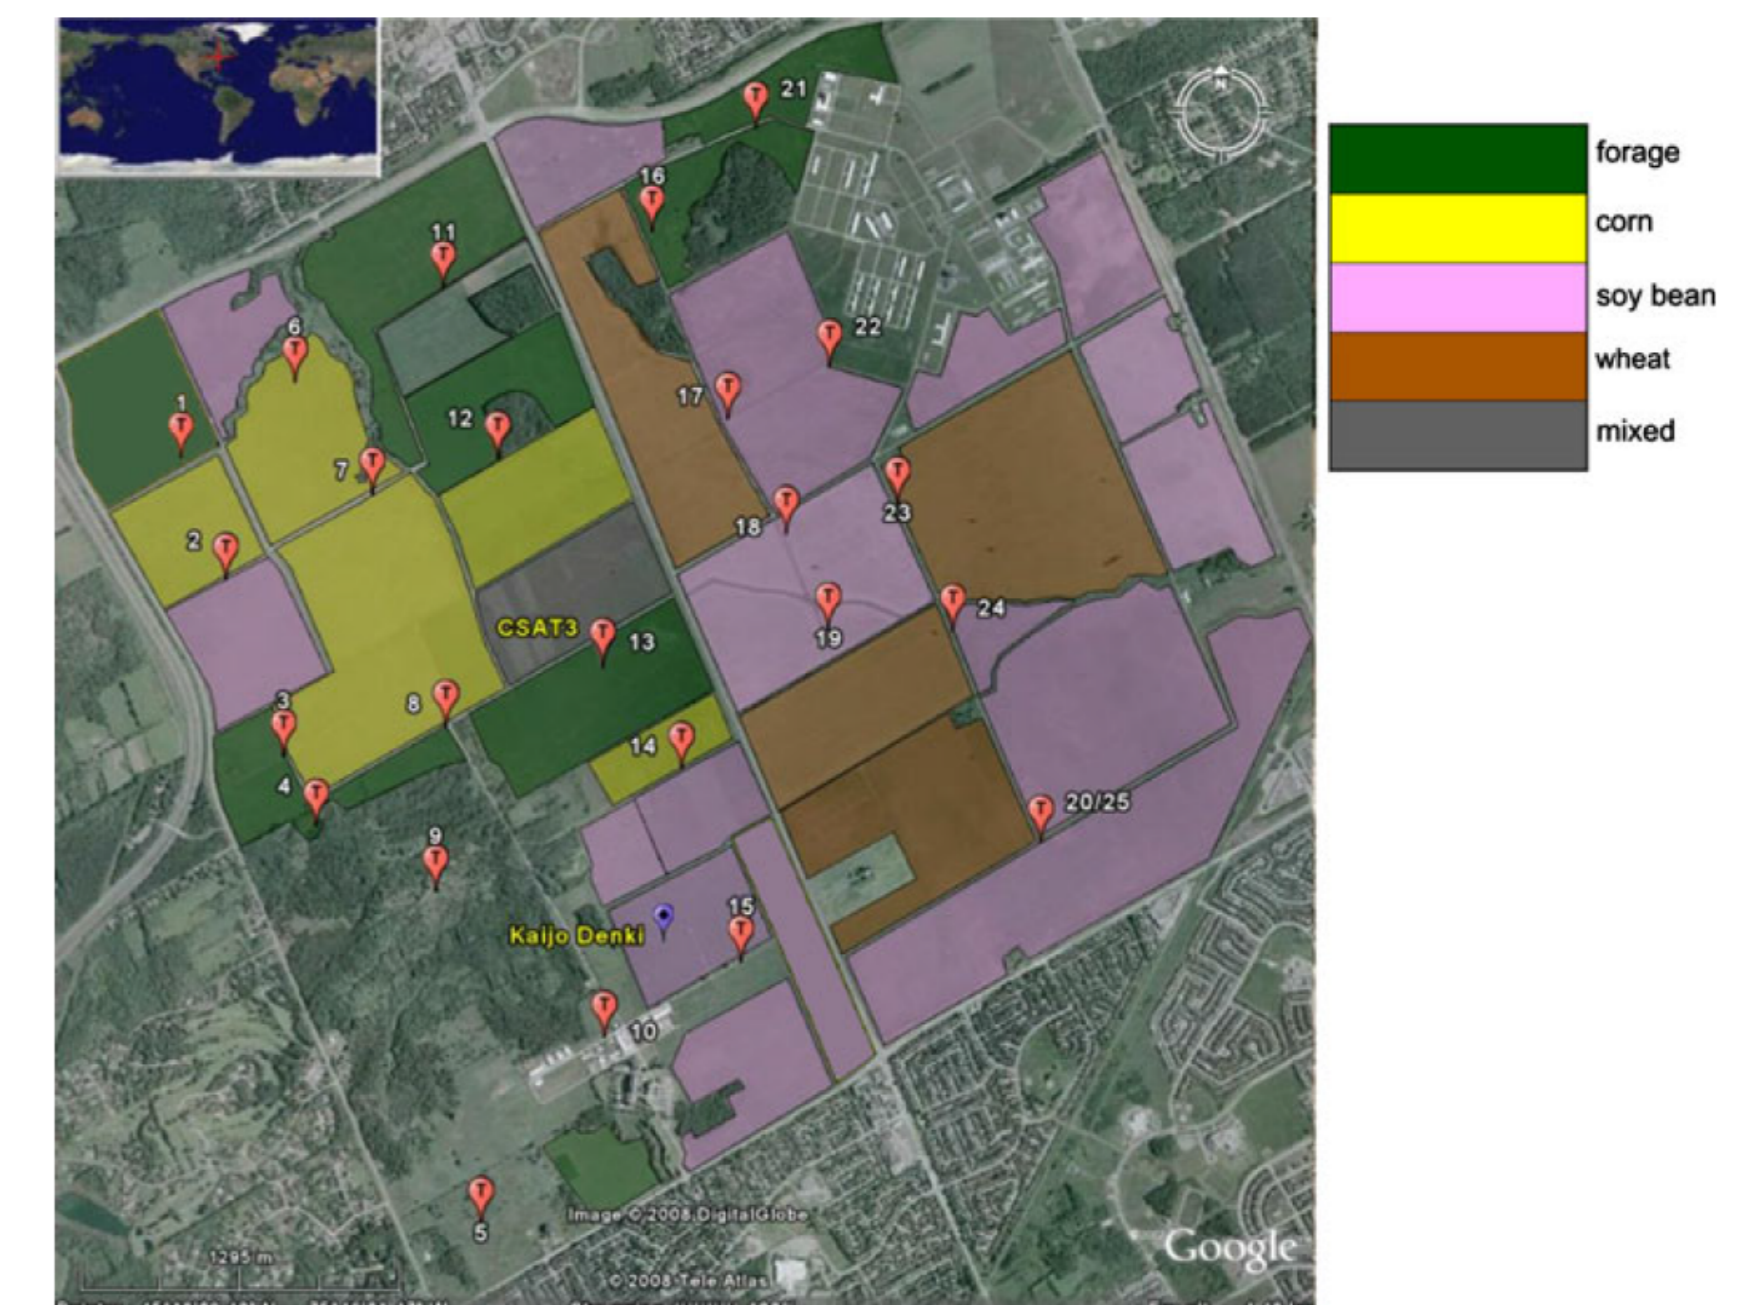 N
T 21
forage
16
T
corn
11
T
soy bean
6
T
T 22
wheat
17 T
1
T
12 T
mixed
7 T
T
23
18 T
2 T
T
19
T 24
CSAT3 T 13
3
T
8 T
14 T
4 T
T 20/25
9
T
15
T
Kaijo Denki
T
10
T
5
Image © 2008 DigitalGlobe
Google
1295 m
© 2008 Tele Atlas